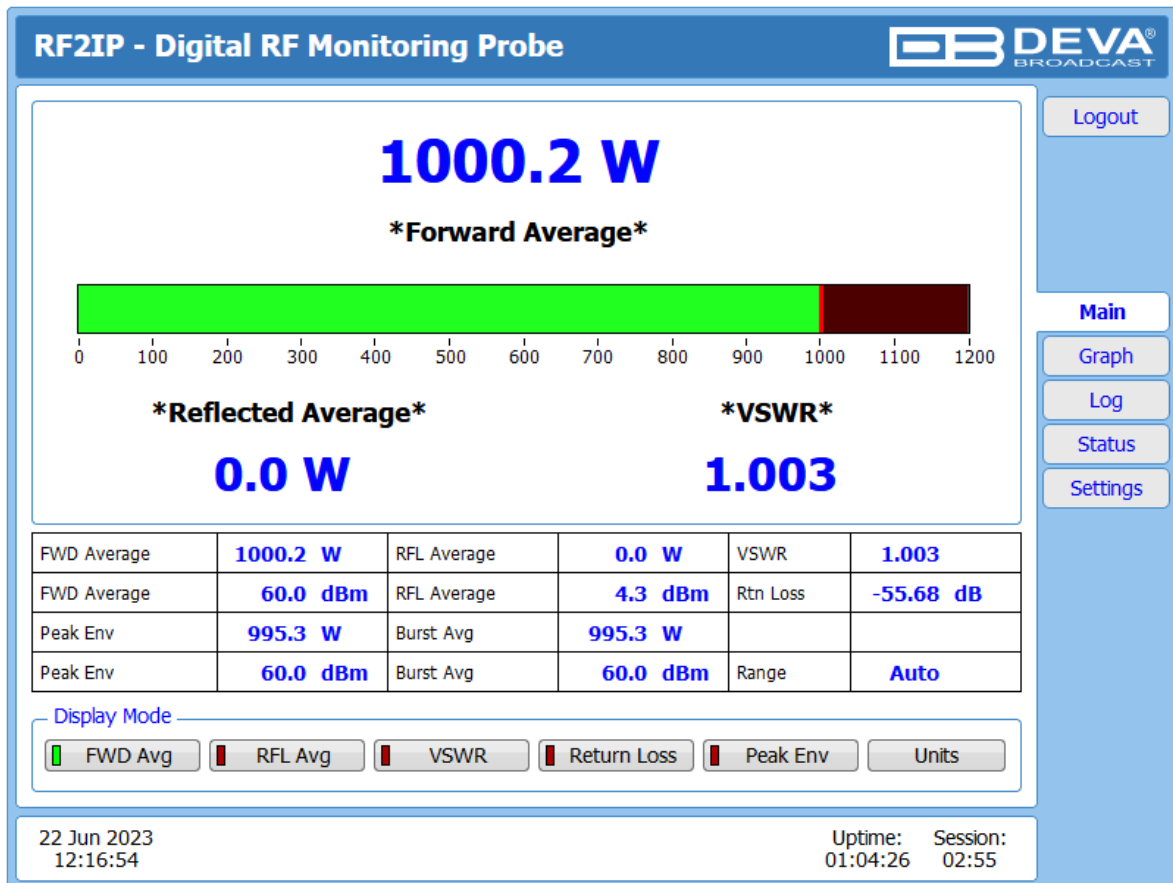 RF2IP - Digital RF Monitoring Probe
DEVA®
BROADCAST
Logout
1000.2 W
*Forward Average*
0 100 200 300 400 500 600 700 800 900 1000 1100 1200
*Reflected Average* *VSWR*
0.0 W 1.003
Main
Graph
Log
Status
Settings
FWD Average 1000.2 W RFL Average 0.0 W VSWR 1.003
FWD Average 60.0 dBm RFL Average 4.3 dBm Rtn Loss -55.68 dB
Peak Env 995.3 W Burst Avg 995.3 W
Peak Env 60.0 dBm Burst Avg 60.0 dBm Range Auto
Display Mode
FWD Avg RFL Avg VSWR Return Loss Peak Env Units
22 Jun 2023 Uptime: Session:
12:16:54 01:04:26 02:55